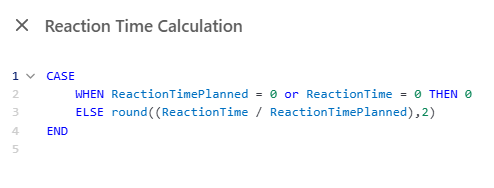 Reaction Time Calculation
1 CASE
2 WHEN ReactionTimePlanned = 0 or ReactionTime = 0 THEN 0
3 ELSE round((ReactionTime / ReactionTimePlanned),2)
4 END
5